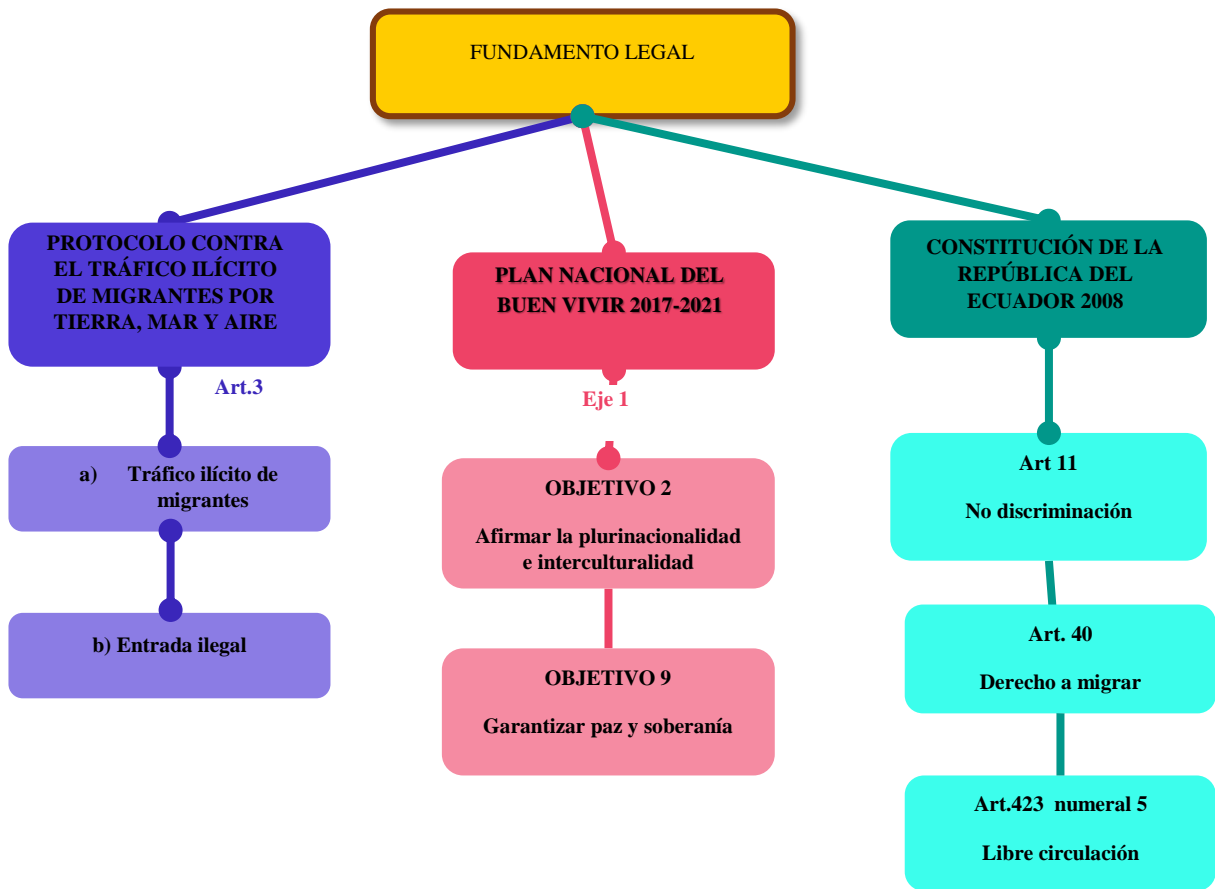 FUNDAMENTO LEGAL
PROTOCOLO CONTRA
EL TRÁFICO ILÍCITO
DE MIGRANTES POR
TIERRA, MAR Y AIRE
Art.3
a) Tráfico ilícito de
migrantes
b) Entrada ilegal
PLAN NACIONAL DEL
BUEN VIVIR 2017-2021
Eje 1
OBJETIVO 2
Afirmar la plurinacionalidad
e interculturalidad
OBJETIVO 9
Garantizar paz y soberanía
CONSTITUCIÓN DE LA
REPÚBLICA DEL
ECUADOR 2008
Art 11
No discriminación
Art. 40
Derecho a migrar
Art.423 numeral 5
Libre circulación